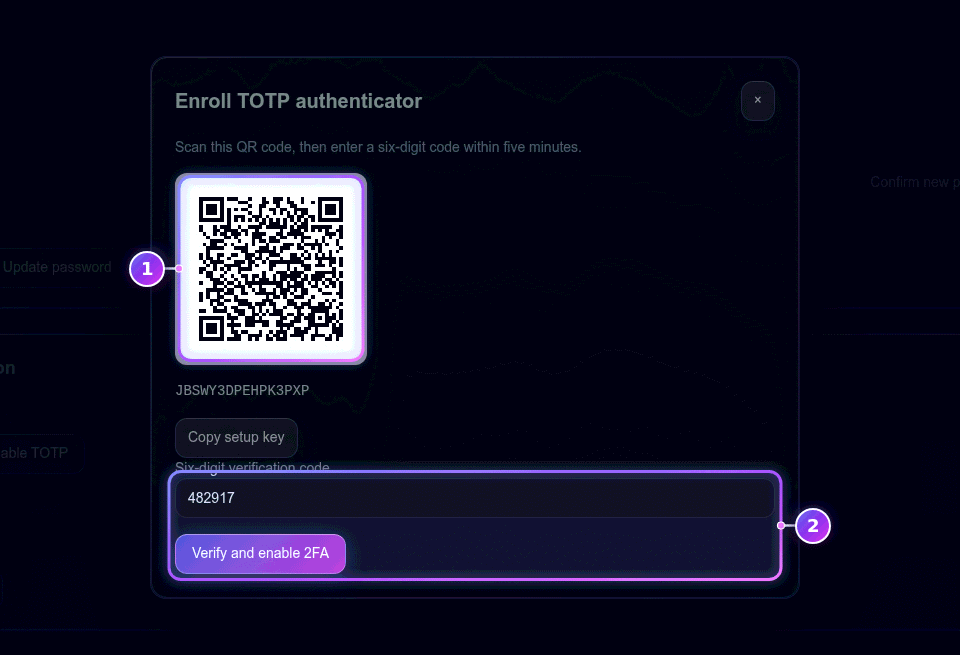 Enroll TOTP authenticator
×
Scan this QR code, then enter a six-digit code within five minutes.
Confirm new p
1
Update password
on
JBSWY3DPEHPK3PXP
Copy setup key
able TOTP
Six-digit verification code
482917
2
Verify and enable 2FA